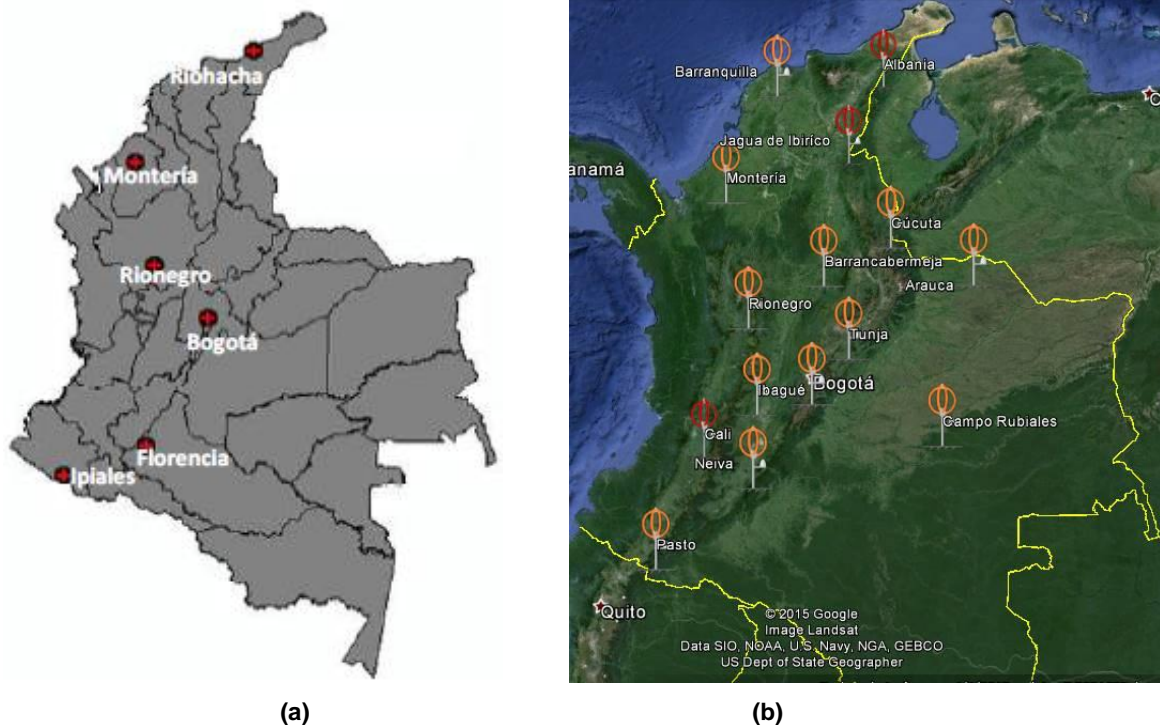 Riohacha
Montería
Rionegro
Bogotá
Florencia
Ipiales
(a)
Barranquilla
Albania
Jagua de Ibiríco
anamá
Montería
Cúcuta
Barrancabermeja
Arauca
Rionegro
Tunja
Ibagué
Bogotá
Campo Rubiales
Cali
Neiva
Pasto
Quito
C
© 2015 Google
Image Landsat
Data SIO, NOAA, U.S. Navy, NGA, GEBCO
US Dept of State Geographer
(b)